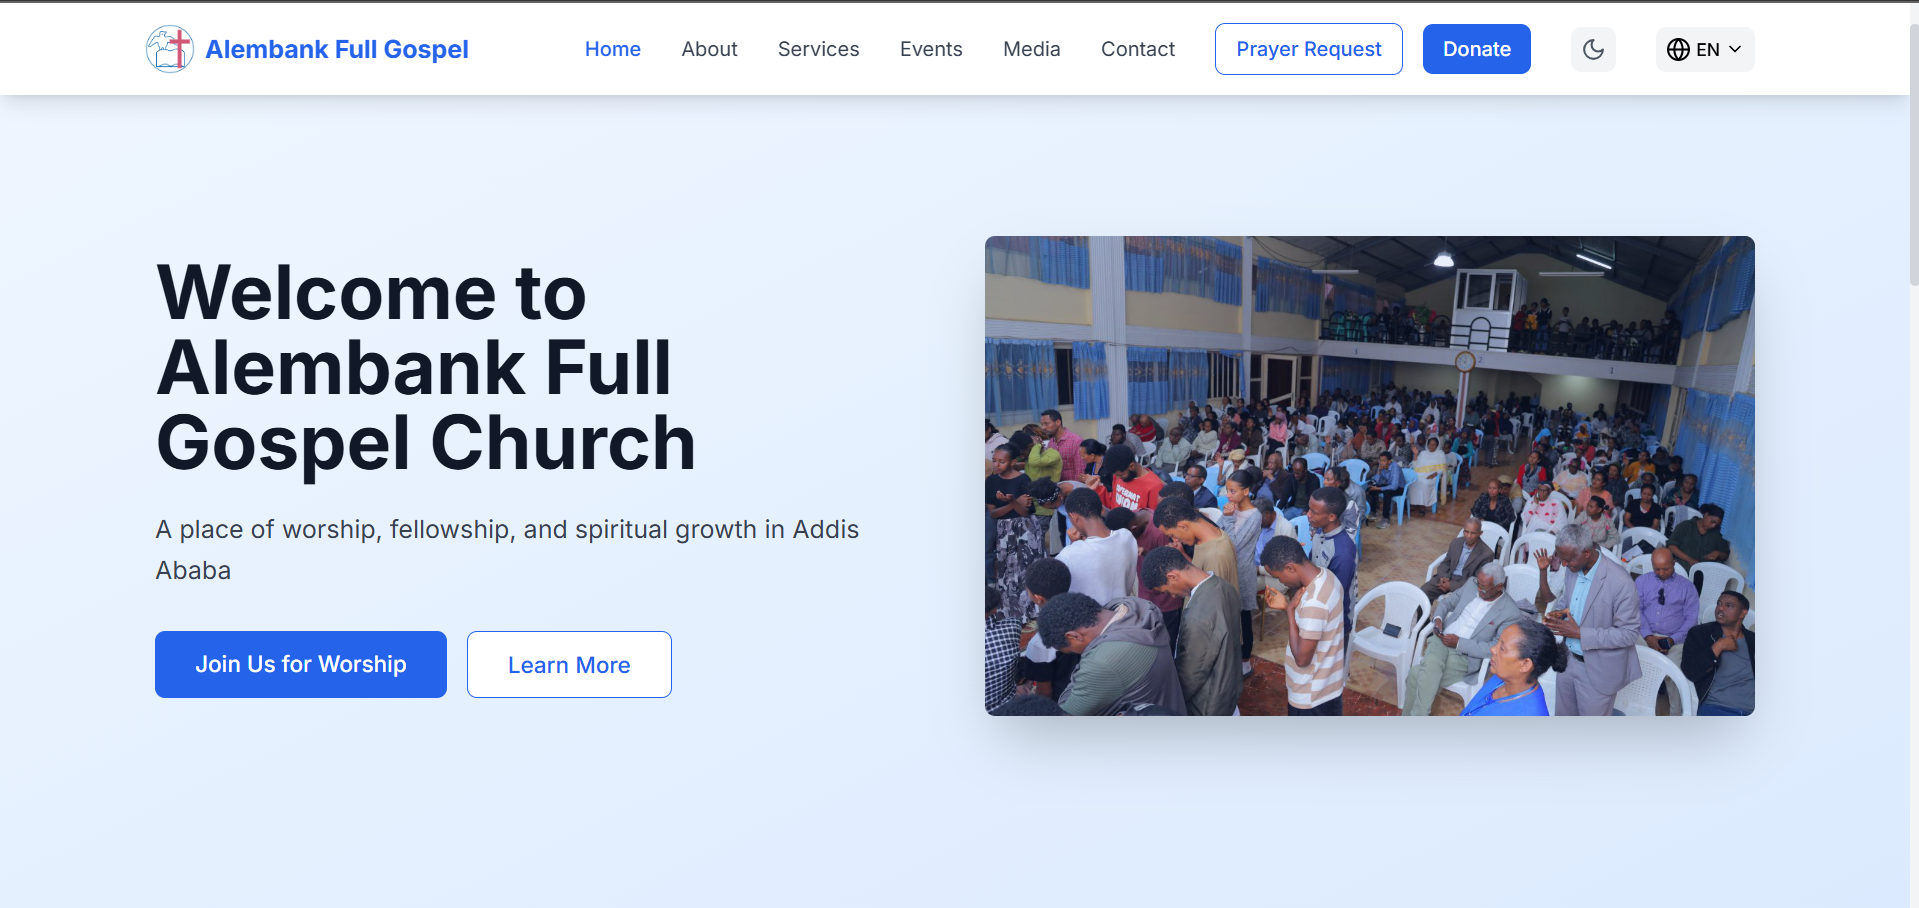 Alembank Full Gospel
Home About Services Events Media Contact Prayer Request Donate EN
Welcome to
Alembank Full
Gospel Church
A place of worship, fellowship, and spiritual growth in Addis
Ababa
Join Us for Worship Learn More